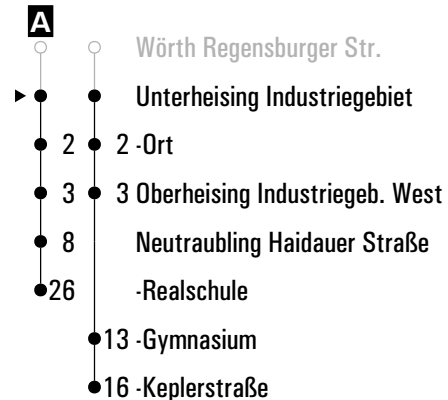 A
Wörth Regensburger Str.
Unterheising Industriegebiet
2 2 -Ort
3 3 Oberheising Industriegeb. West
8 Neutraubling Haidauer Straße
26 -Realschule
13 -Gymnasium
16 -Keplerstraße